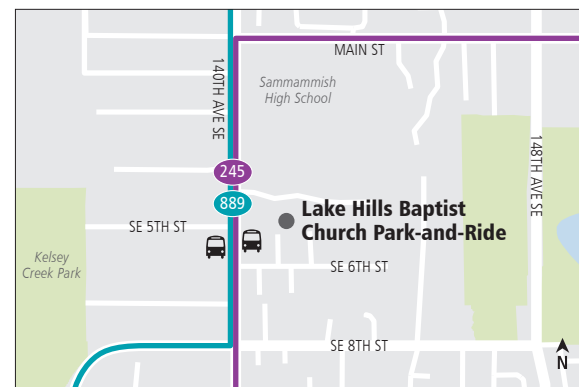 MAIN ST
140TH AVE SE
Sammammish
High School
148TH AVE SE
245
889
Lake Hills Baptist
Church Park-and-Ride
SE 5TH ST
Kelsey
Creek Park
SE 6TH ST
SE 8TH ST
N